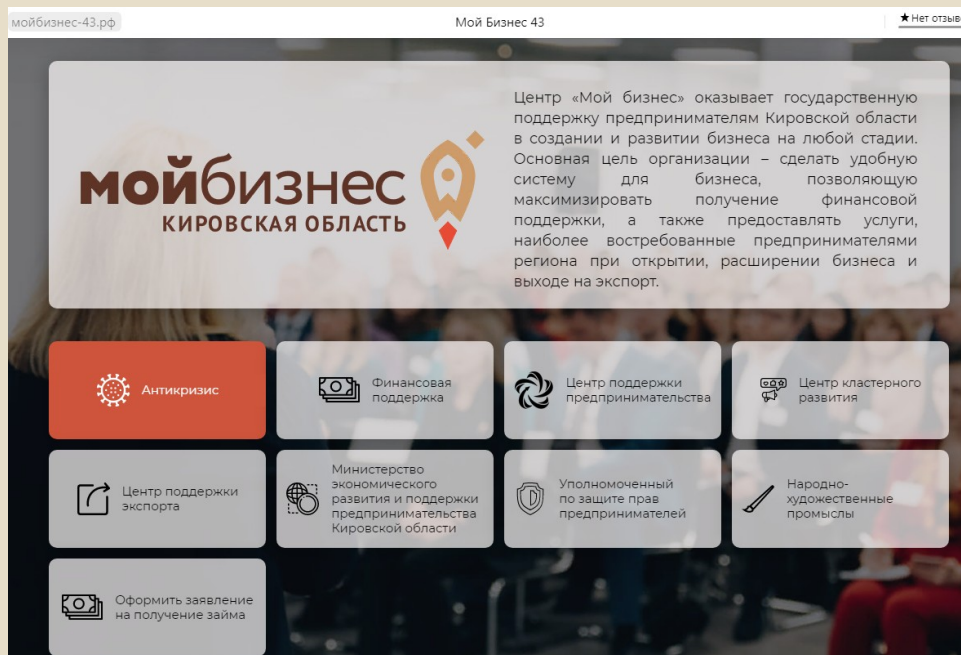 мойбизнес-43.рф
Мой Бизнес 43
★ Нет отзыв
Центр «Мой бизнес» оказывает государственную
поддержку предпринимателям Кировской области
в создании и развитии бизнеса на любой стадии.
Основная цель организации – сделать удобную
систему для бизнеса, позволяющую
максимизировать получение финансовой
поддержки, а также предоставлять услуги,
наиболее востребованные предпринимателями
региона при открытии, расширении бизнеса и
выходе на экспорт.
мойбизнес
КИРОВСКАЯ ОБЛАСТЬ
Антикризис
Финансовая
поддержка
Центр поддержки
предпринимательства
Центр кластерного
развития
Центр поддержки
экспорта
Министерство
экономического
развития и поддержки
предпринимательства
Кировской области
Уполномоченный
по защите прав
предпринимателей
Народно-
художественные
промыслы
Оформить заявление
на получение займа